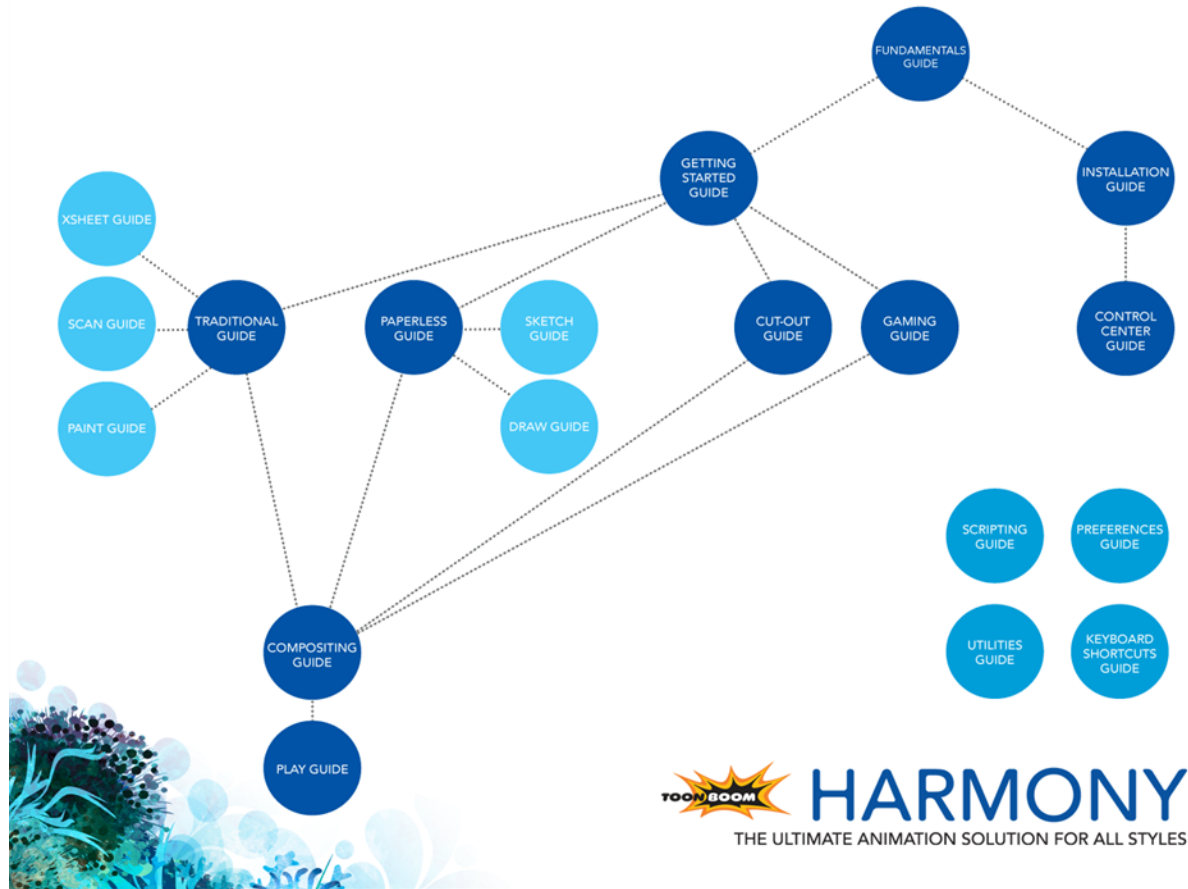 FUNDAMENTALS
GUIDE
GETTING
STARTED
GUIDE
INSTALLATION
GUIDE
XSHEET GUIDE
SCAN GUIDE
TRADITIONAL
GUIDE
PAPERLESS
GUIDE
SKETCH
GUIDE
CUT-OUT
GUIDE
GAMING
GUIDE
CONTROL
CENTER
GUIDE
PAINT GUIDE
DRAW GUIDE
SCRIPTING
GUIDE
PREFERENCES
GUIDE
COMPOSITING
GUIDE
UTILITIES
GUIDE
KEYBOARD
SHORTCUTS
GUIDE
PLAY GUIDE
TOON BOOM
HARMONY
THE ULTIMATE ANIMATION SOLUTION FOR ALL STYLES